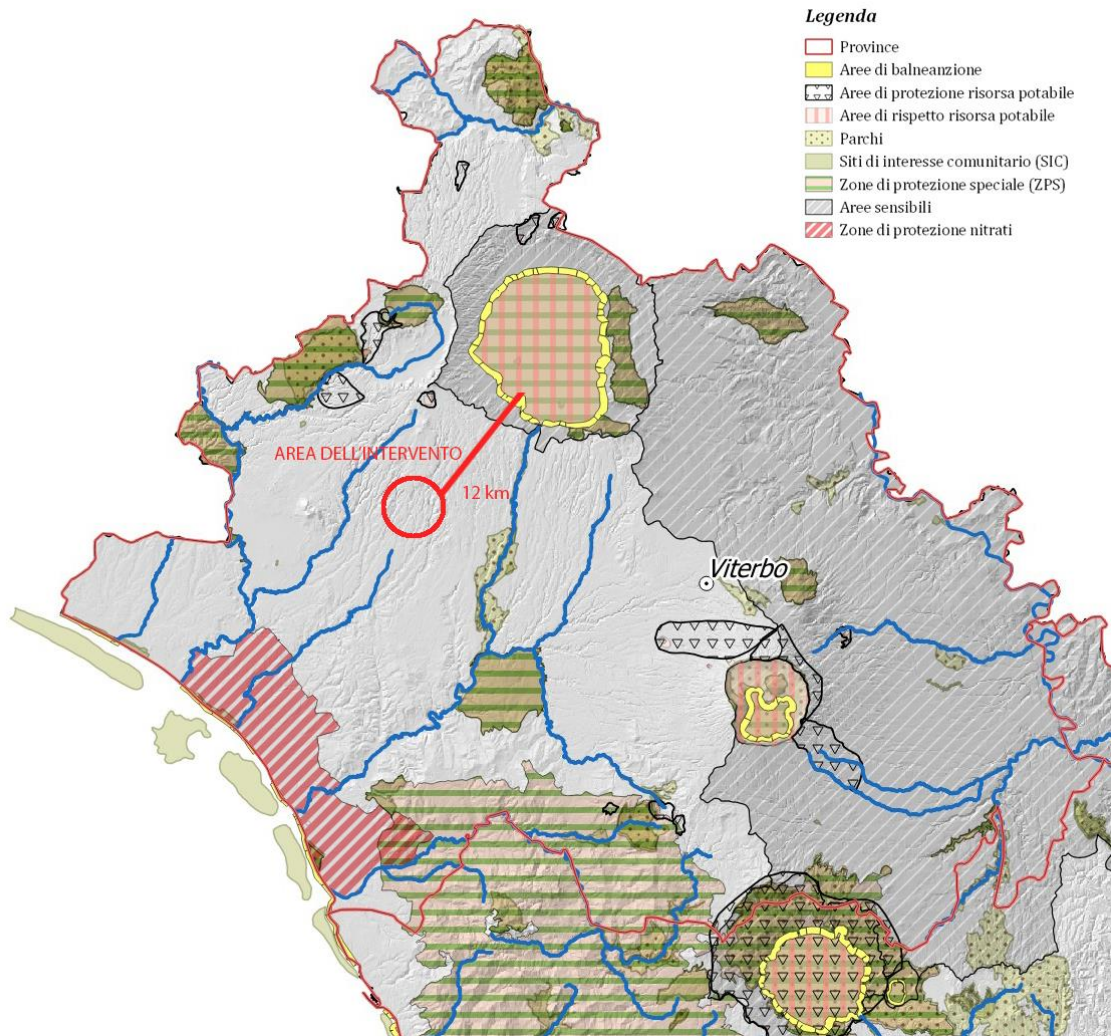 Legenda
Province
Aree di balneanzione
Aree di protezione risorsa potabile
Aree di rispetto risorsa potabile
Parchi
Siti di interesse comunitario (SIC)
Zone di protezione speciale (ZPS)
Aree sensibili
Zone di protezione nitrati
AREA DELL'INTERVENTO
12 km
Viterbo